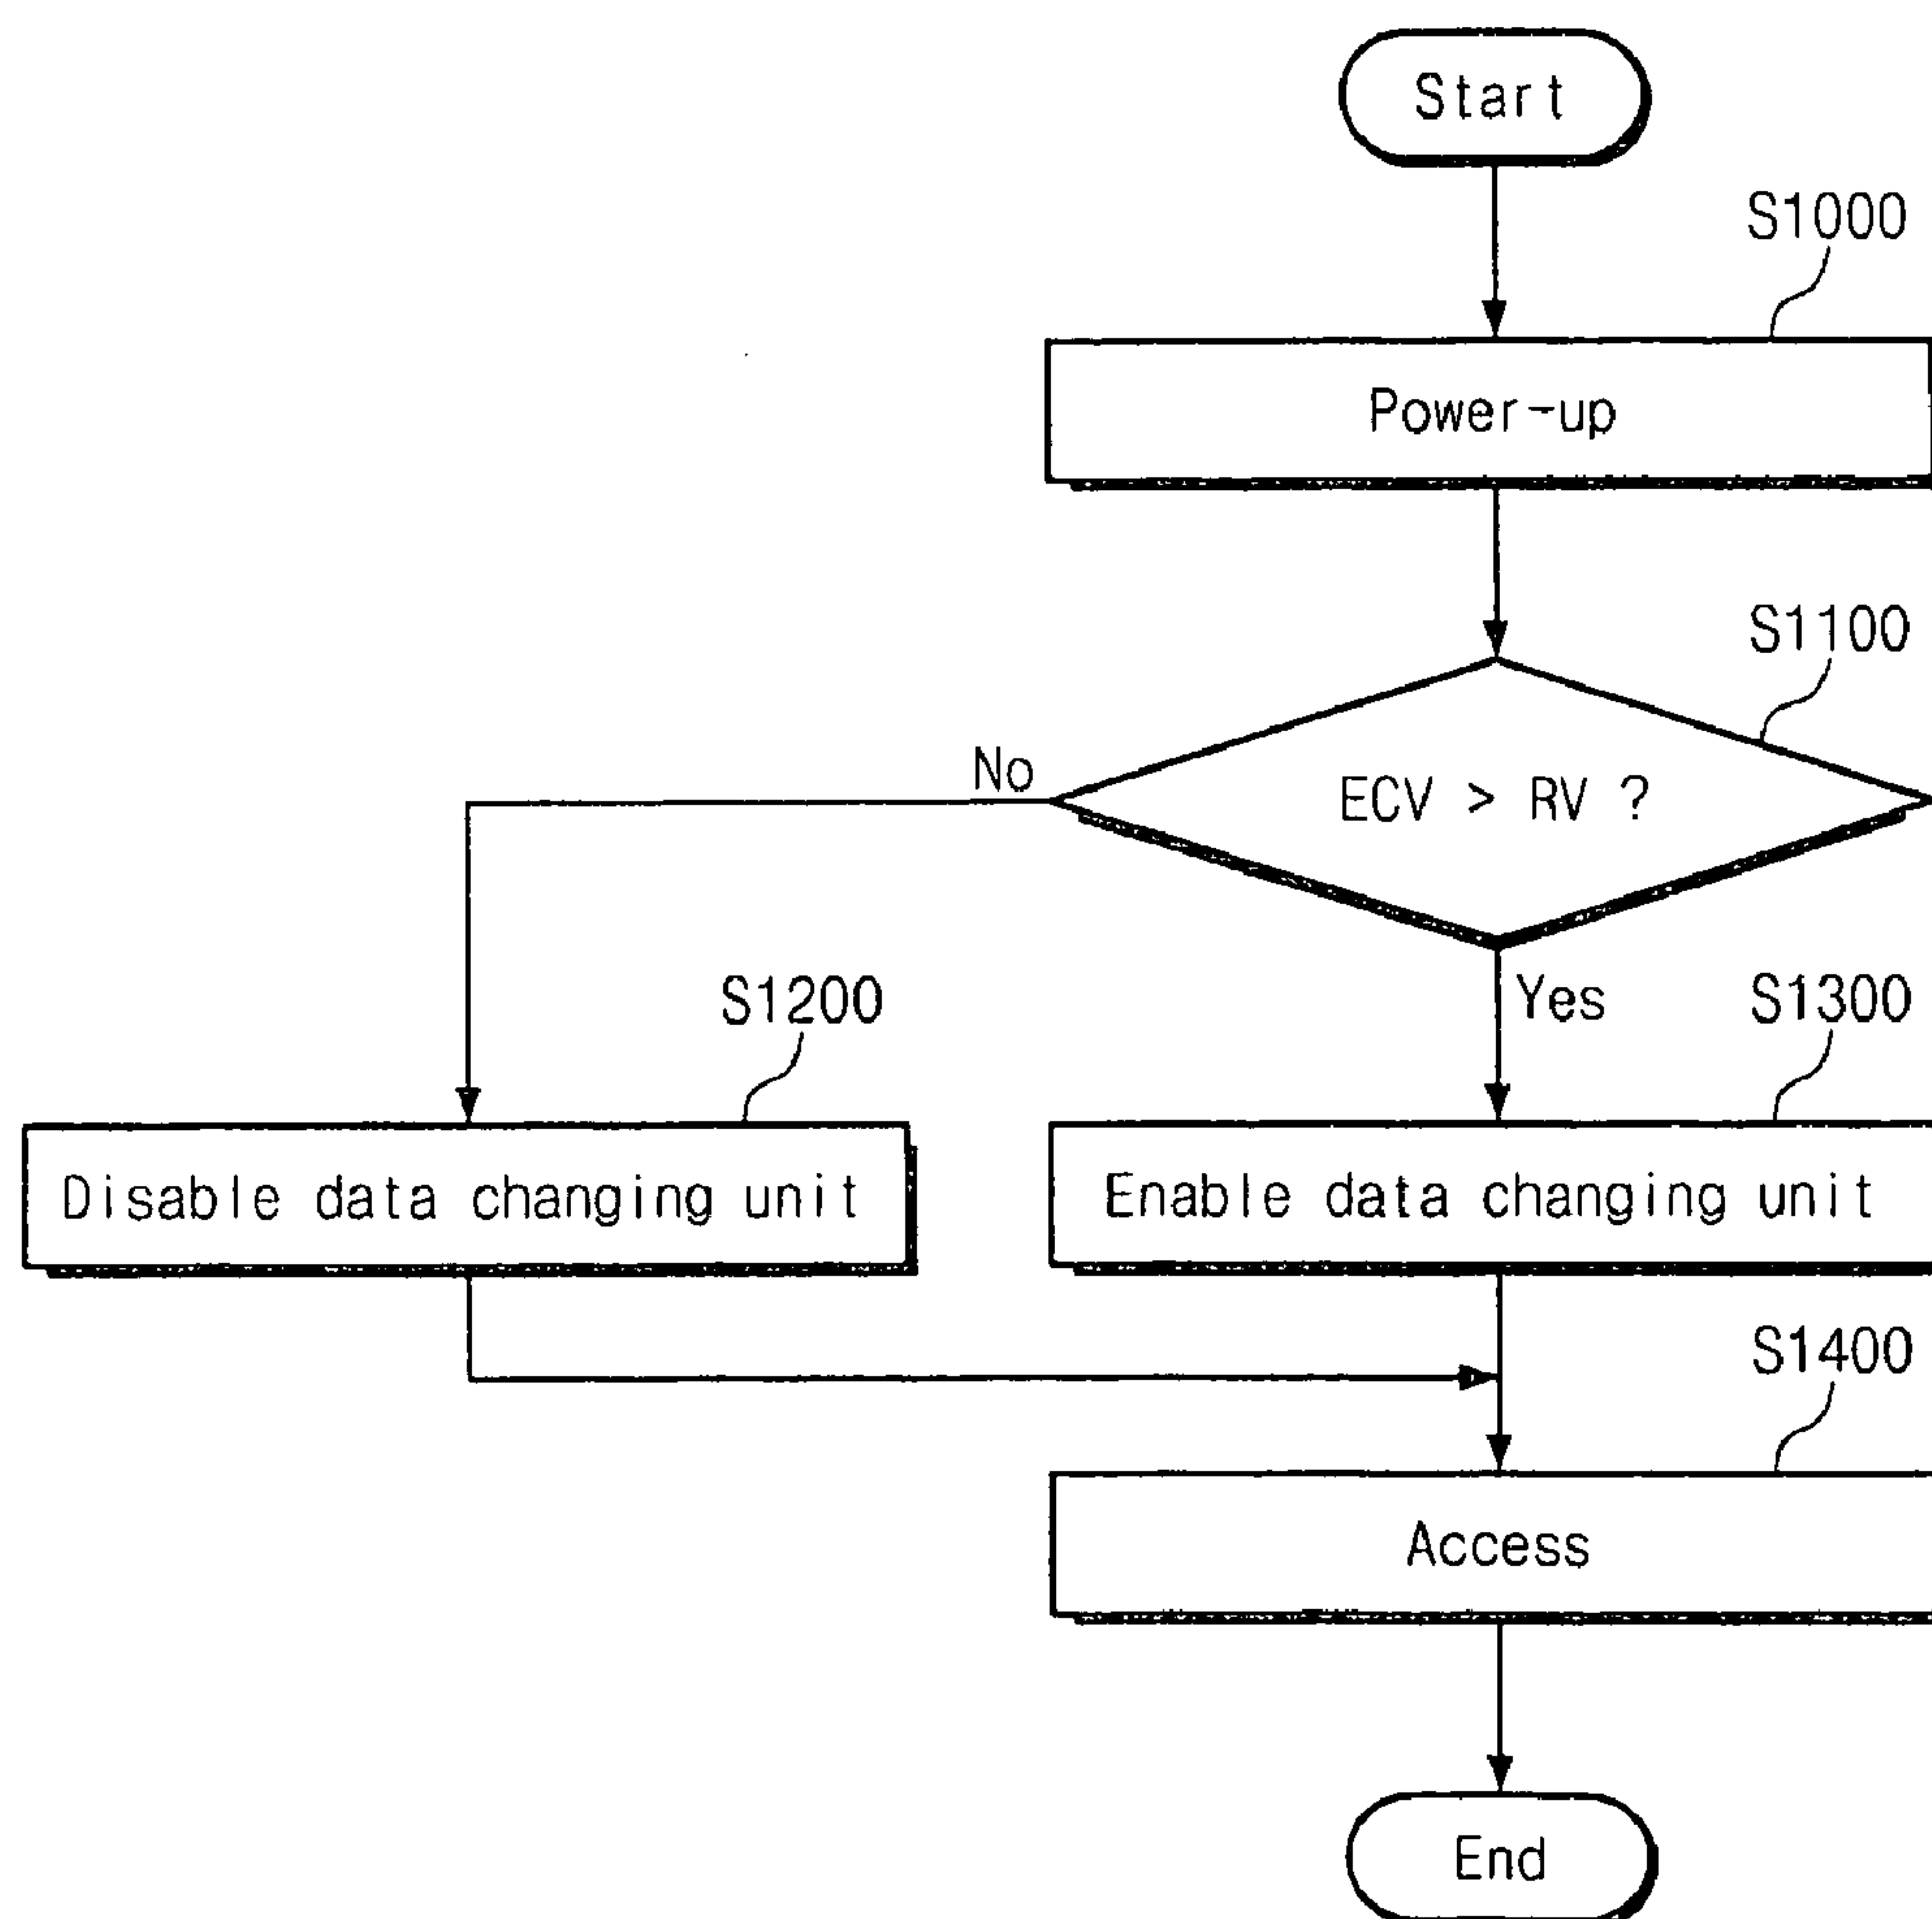 Start
S1000
Power-up
S1100
No
ECV > RV ?
Yes
S1200
S1300
Disable data changing unit
Enable data changing unit
S1400
Access
End